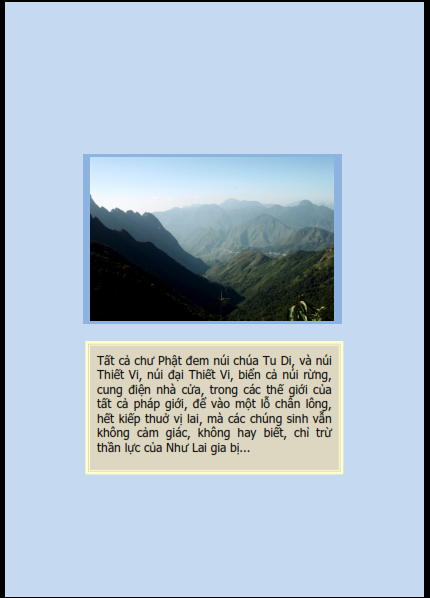 Tất cả chư Phật đem núi chúa Tu Di, và núi
Thiết Vi, núi đại Thiết Vi, biển cả núi rừng,
cung điện nhà cửa, trong các thế giới của
tất cả pháp giới, để vào một lỗ chân lông,
hết kiếp thuở vị lai, mà các chúng sinh vẫn
không cảm giác, không hay biết, chỉ trừ
thần lực của Như Lai gia bị...